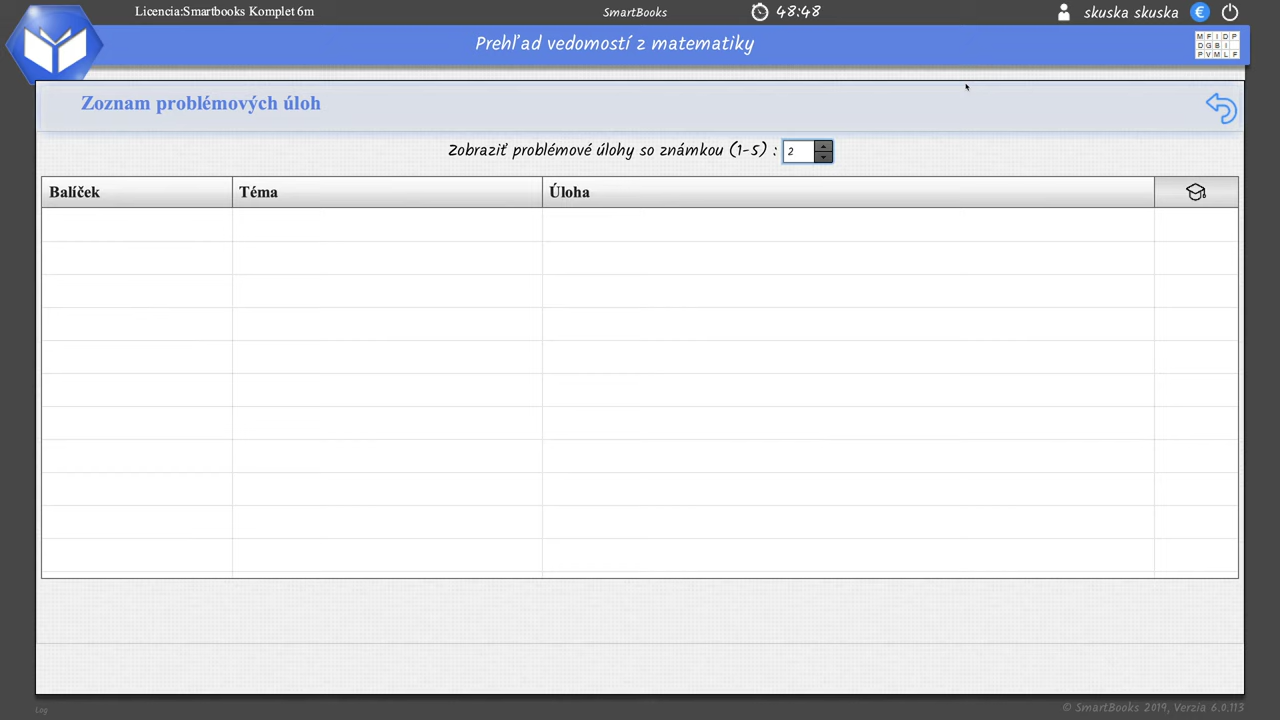 Licencia:Smartbooks Komplet 6m
SmartBooks
48:48
skuska skuska
€
Prehľad vedomostí z matematiky
M F I D P
D G B I
P V M L F
Zoznam problémových úloh
Zobraziť problémové úlohy so známkou (1-5) : 2
Balíček Téma Úloha
Log
© SmartBooks 2019, Verzia 6.0.113